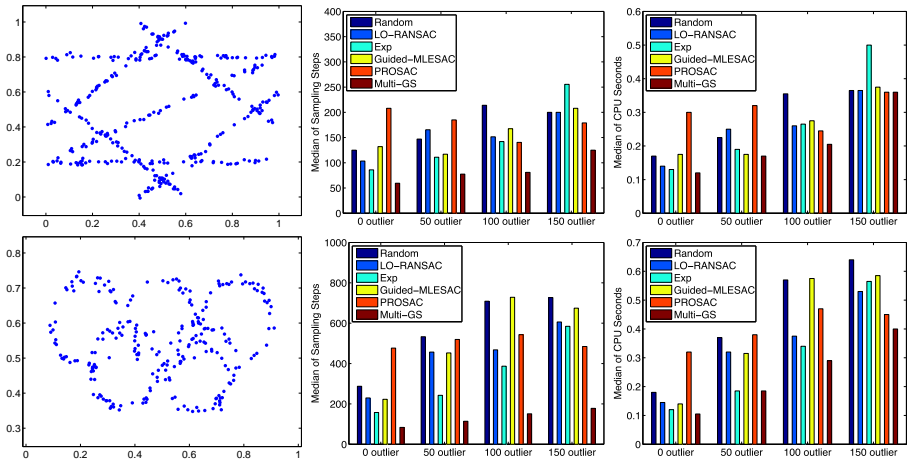 1
0.8
0.6
0.4
0.2
0
0 0.2 0.4 0.6 0.8 1
Median of Sampling Steps
400
350
300
250
200
150
100
50
0
Random
LO−RANSAC
Exp
Guided−MLESAC
PROSAC
Multi−GS
0 outlier 50 outlier 100 outlier 150 outlier
Median of CPU Seconds
0.6
0.5
0.4
0.3
0.2
0.1
0
Random
LO−RANSAC
Exp
Guided−MLESAC
PROSAC
Multi−GS
0 outlier 50 outlier 100 outlier 150 outlier
0.8
0.7
0.6
0.5
0.4
0.3
0 0.2 0.4 0.6 0.8 1
Median of Sampling Steps
1000
800
600
400
200
0
Random
LO−RANSAC
Exp
Guided−MLESAC
PROSAC
Multi−GS
0 outlier 50 outlier 100 outlier 150 outlier
Median of CPU Seconds
0.7
0.6
0.5
0.4
0.3
0.2
0.1
0
Random
LO−RANSAC
Exp
Guided−MLESAC
PROSAC
Multi−GS
0 outlier 50 outlier 100 outlier 150 outlier